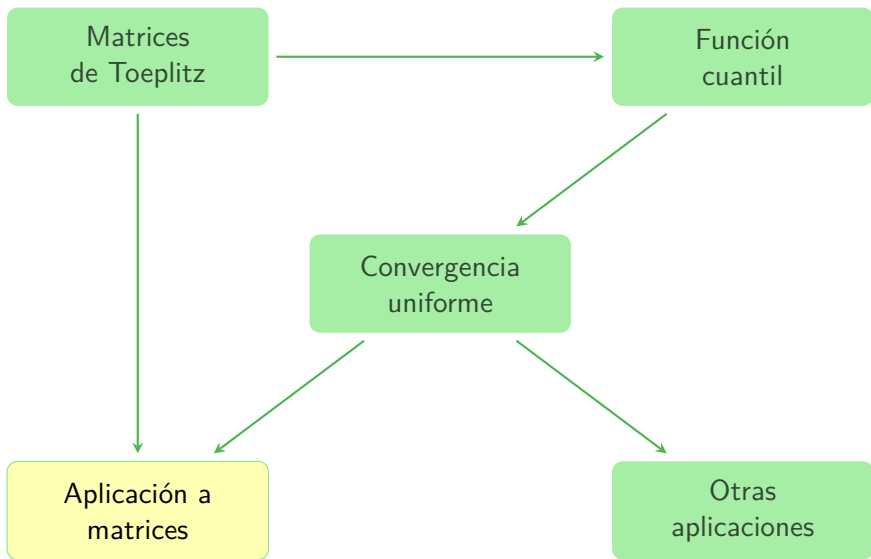 Matrices
de Toeplitz
Función
cuantil
Convergencia
uniforme
Aplicación a
matrices
Otras
aplicaciones